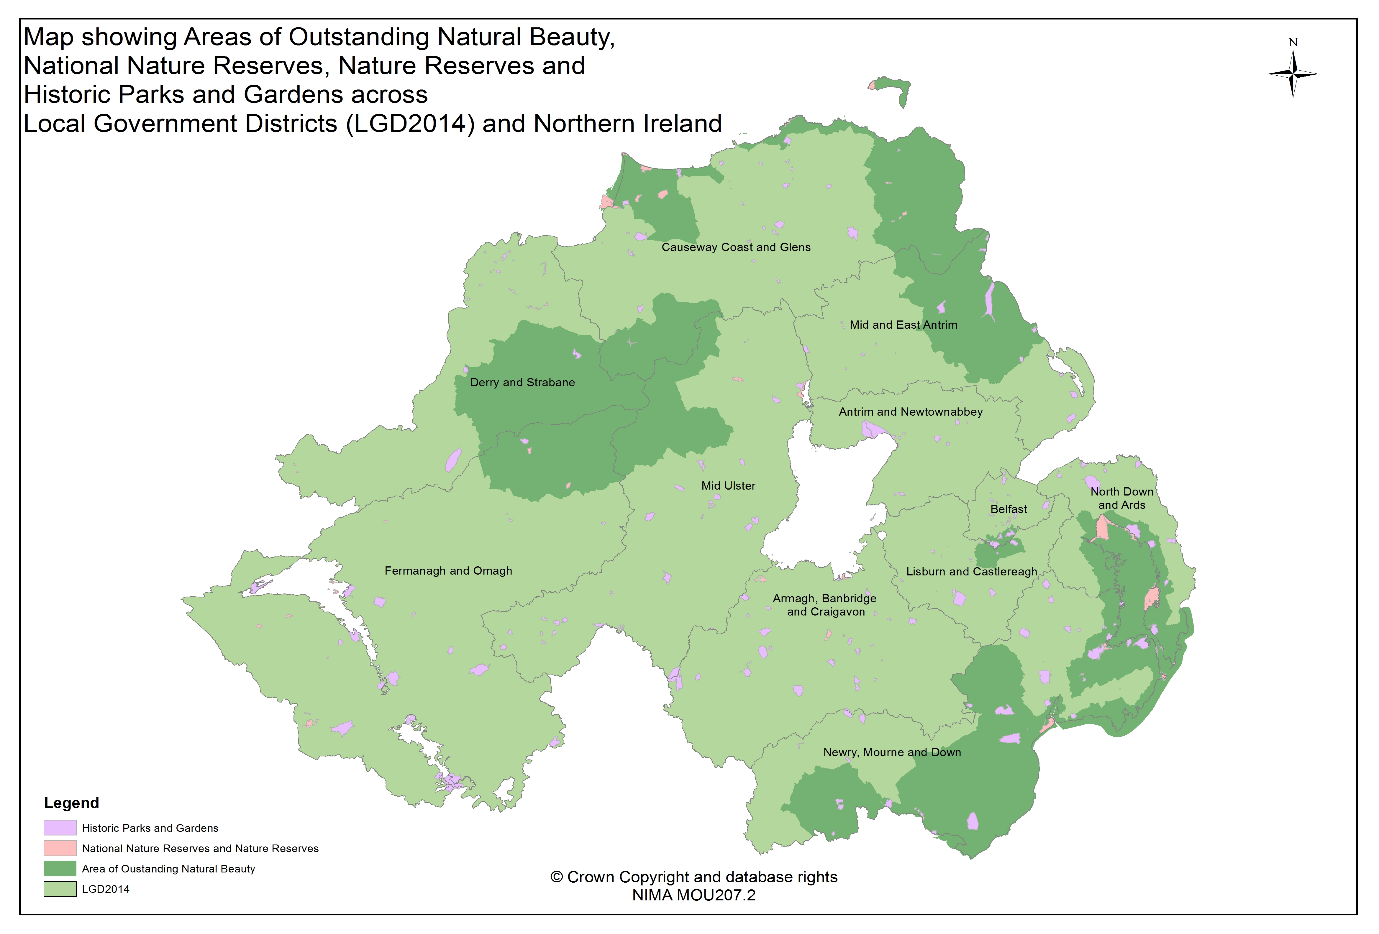 Map showing Areas of Outstanding Natural Beauty,
National Nature Reserves, Nature Reserves and
Historic Parks and Gardens across
Local Government Districts (LGD2014) and Northern Ireland
N
Causeway Coast and Glens
Mid and East Antrim
Derry and Strabane
Antrim and Newtownabbey
Mid Ulster
North Down
and Ards
Belfast
Fermanagh and Omagh
Lisburn and Castlereagh
Armagh, Banbridge
and Craigavon
Newry, Mourne and Down
Legend
Historic Parks and Gardens
National Nature Reserves and Nature Reserves
Area of Oustanding Natural Beauty
LGD2014
© Crown Copyright and database rights
NIMA MOU207.2